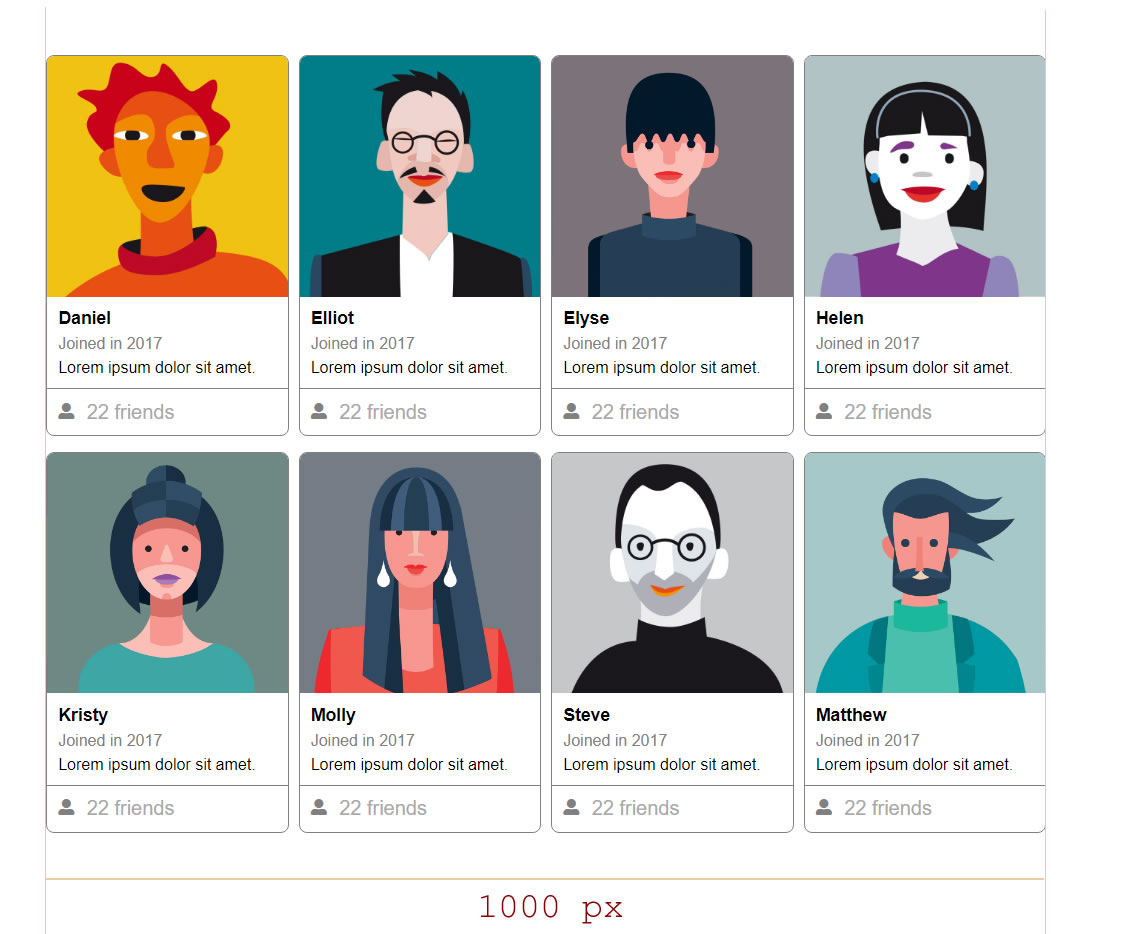 Daniel
Joined in 2017
Lorem ipsum dolor sit amet.
22 friends
Elliot
Joined in 2017
Lorem ipsum dolor sit amet.
22 friends
Elyse
Joined in 2017
Lorem ipsum dolor sit amet.
22 friends
Helen
Joined in 2017
Lorem ipsum dolor sit amet.
22 friends
Kristy
Joined in 2017
Lorem ipsum dolor sit amet.
22 friends
Molly
Joined in 2017
Lorem ipsum dolor sit amet.
22 friends
Steve
Joined in 2017
Lorem ipsum dolor sit amet.
22 friends
Matthew
Joined in 2017
Lorem ipsum dolor sit amet.
22 friends
1000 px